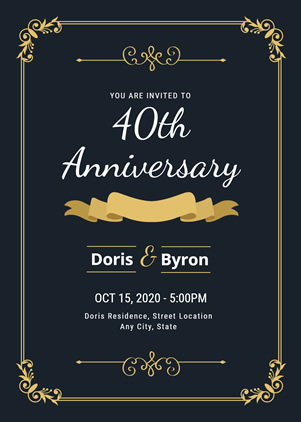 YOU ARE INVITED TO
40th
Anniversary
Doris & Byron
OCT 15, 2020 - 5:00PM
Doris Residence, Street Location
Any City, State